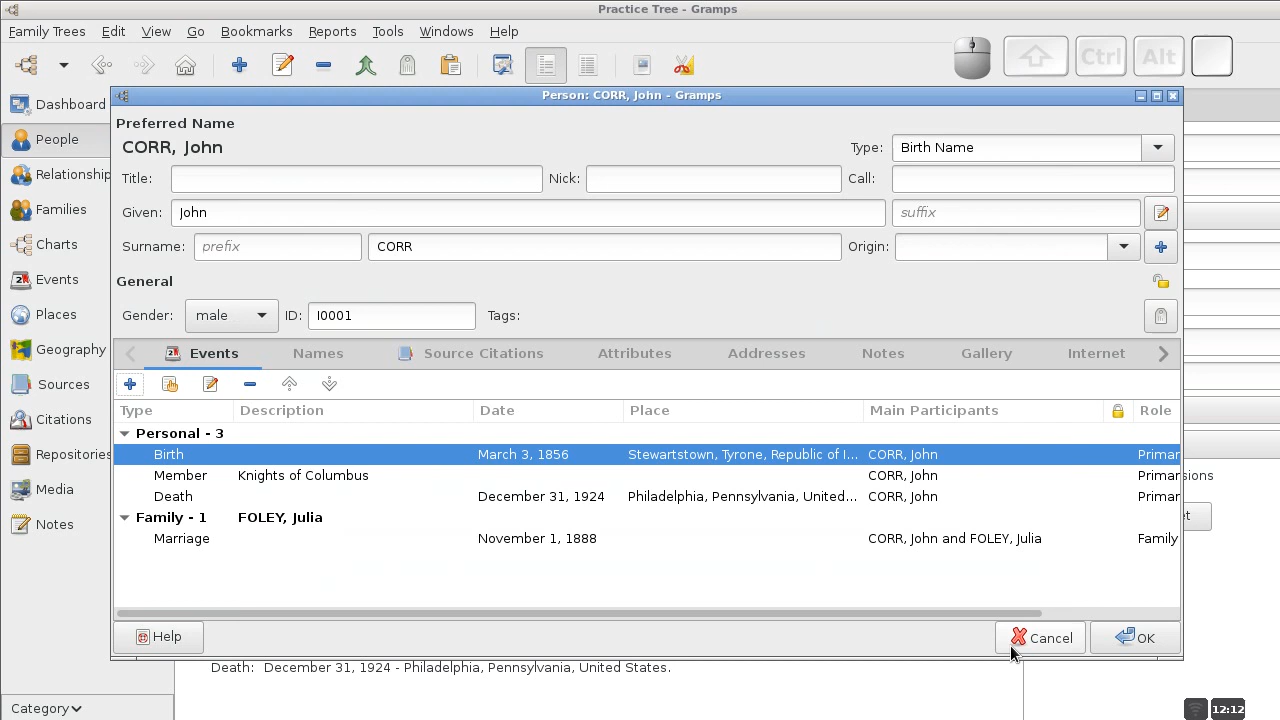 Practice Tree - Gramps
Family Trees Edit View Go Bookmarks Reports Tools Windows Help
Ctrl Alt
Person: CORR, John - Gramps
Dashboard
People
Relationship
Families
Charts
Events
Places
Geography
Sources
Citations
Repositories
Media
Notes
Category
Preferred Name
CORR, John
Type: Birth Name
Title: Nick: Call:
Given: John suffix
Surname: prefix CORR Origin:
General
Gender: male ID: I0001 Tags:
Events Names Source Citations Attributes Addresses Notes Gallery Internet
Type Description Date Place Main Participants Role
Personal - 3
Birth March 3, 1856 Stewartstown, Tyrone, Republic of I... CORR, John Primar
Member Knights of Columbus CORR, John Primar
Death December 31, 1924 Philadelphia, Pennsylvania, United... CORR, John Primar
Family - 1 FOLEY, Julia
Marriage November 1, 1888 CORR, John and FOLEY, Julia Family
Help Cancel OK
Death: December 31, 1924 - Philadelphia, Pennsylvania, United States.
12:12